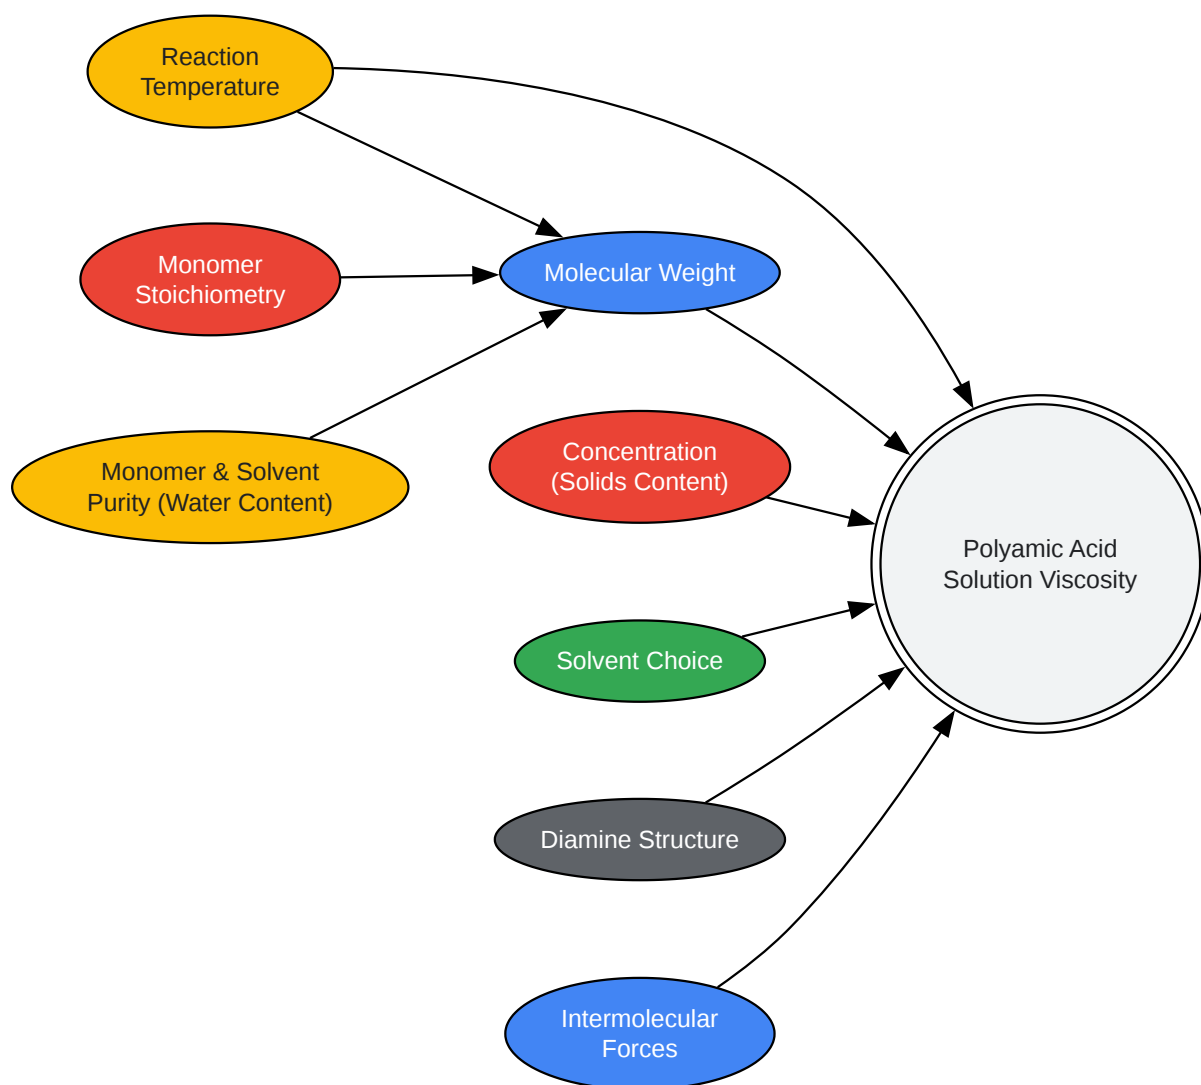 Reaction
Temperature
Monomer
Stoichiometry
Molecular Weight
Monomer & Solvent
Purity (Water Content)
Concentration
(Solids Content)
Polyamic Acid
Solution Viscosity
Solvent Choice
Diamine Structure
Intermolecular
Forces